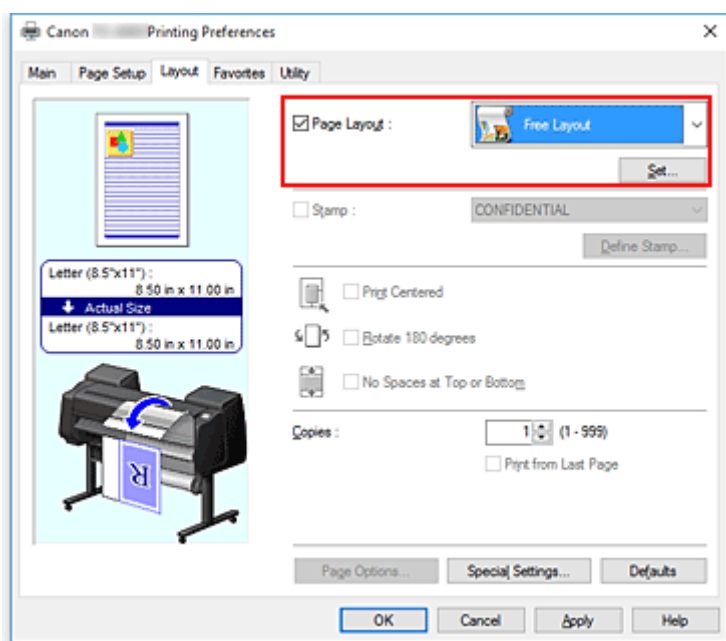 Canon Printing Preferences
Main Page Setup Layout Favorites Utility
Page Layout : Free Layout
Set...
Stamp : CONFIDENTIAL
Define Stamp...
Letter (8.5"x11") :
8.50 in x 11.00 in
Actual Size
Letter (8.5"x11") :
8.50 in x 11.00 in
R
Print Centered
Rotate 180 degrees
No Spaces at Top or Bottom
Copies : 1 (1 - 999)
Print from Last Page
Page Options... Special Settings... Defaults
OK Cancel Apply Help